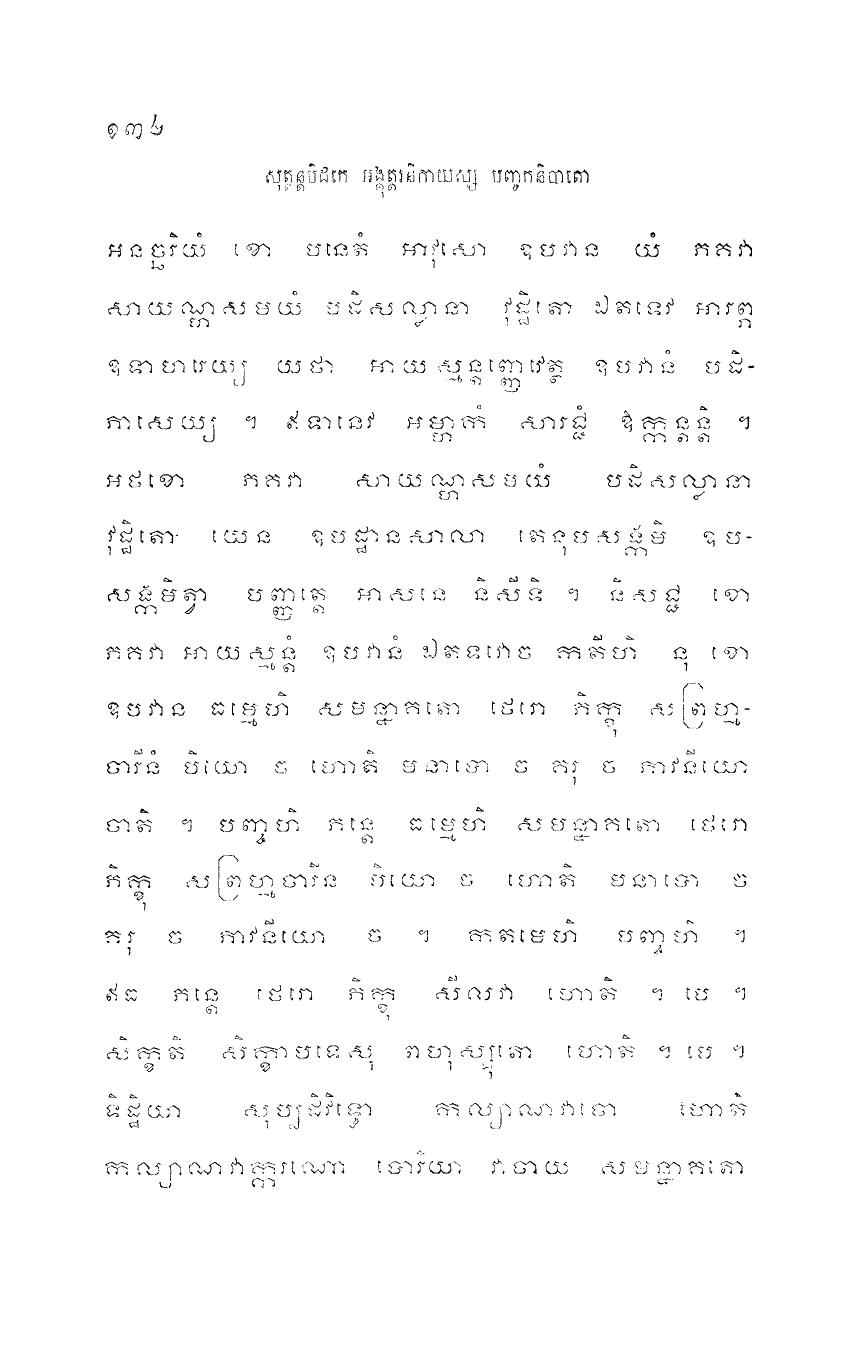 ១៣៤
សុត្តន្តបិដកេ អង្គុត្តរនិកាយស្ស បញ្ចកនិបាតោ
អនច្ឆរិយំ ខោ បនេតំ អាវុសោ ឧបវាន យំ ភគវា
សាយណ្ហសមយំ បដិសល្លានា វុដ្ឋិតោ ឯតទេវ អារព្ភ
ឧទាហរេយ្យ យថា អាយស្មន្តញ្ញេវេត្ថ ឧបវានំ បដិ-
ភាសេយ្យ ។ ឥទានេវ អម្ហាកំ សារជ្ជំ ឱក្កន្តន្តិ ។
អថខោ ភគវា សាយណ្ហសមយំ បដិសល្លានា
វុដ្ឋិតោ យេន ឧបដ្ឋានសាលា តេនុបសង្កមិ ឧប-
សង្កមិត្វា បញ្ញត្តេ អាសនេ និសីទិ ។ និសជ្ជ ខោ
ភគវា អាយស្មន្តំ ឧបវានំ ឯតទវោច កតីហិ នុ ខោ
ឧបវាន ធម្មេហិ សមន្នាគតោ ថេរោ ភិក្ខុ សព្រហ្ម-
ចារីនំ បិយោ ច ហោតិ មនាបោ ច គរុ ច ភាវនីយោ
ចាតិ ។ បញ្ចហិ ភន្តេ ធម្មេហិ សមន្នាគតោ ថេរោ
ភិក្ខុ សព្រហ្មចារីនំ បិយោ ច ហោតិ មនាបោ ច
គរុ ច ភាវនីយោ ច ។ កតមេហិ បញ្ចហិ ។
ឥធ ភន្តេ ថេរោ ភិក្ខុ សីលវា ហោតិ ។ បេ ។
សិក្ខតិ សិក្ខាបទេសុ ពហុស្សុតោ ហោតិ ។ បេ ។
ទិដ្ឋិយា សុប្បដិវិទ្ធោ កល្យាណវាចោ ហោតិ
កល្យាណវាក្ករណោ បោរិយា វាចាយ សមន្នាគតោ